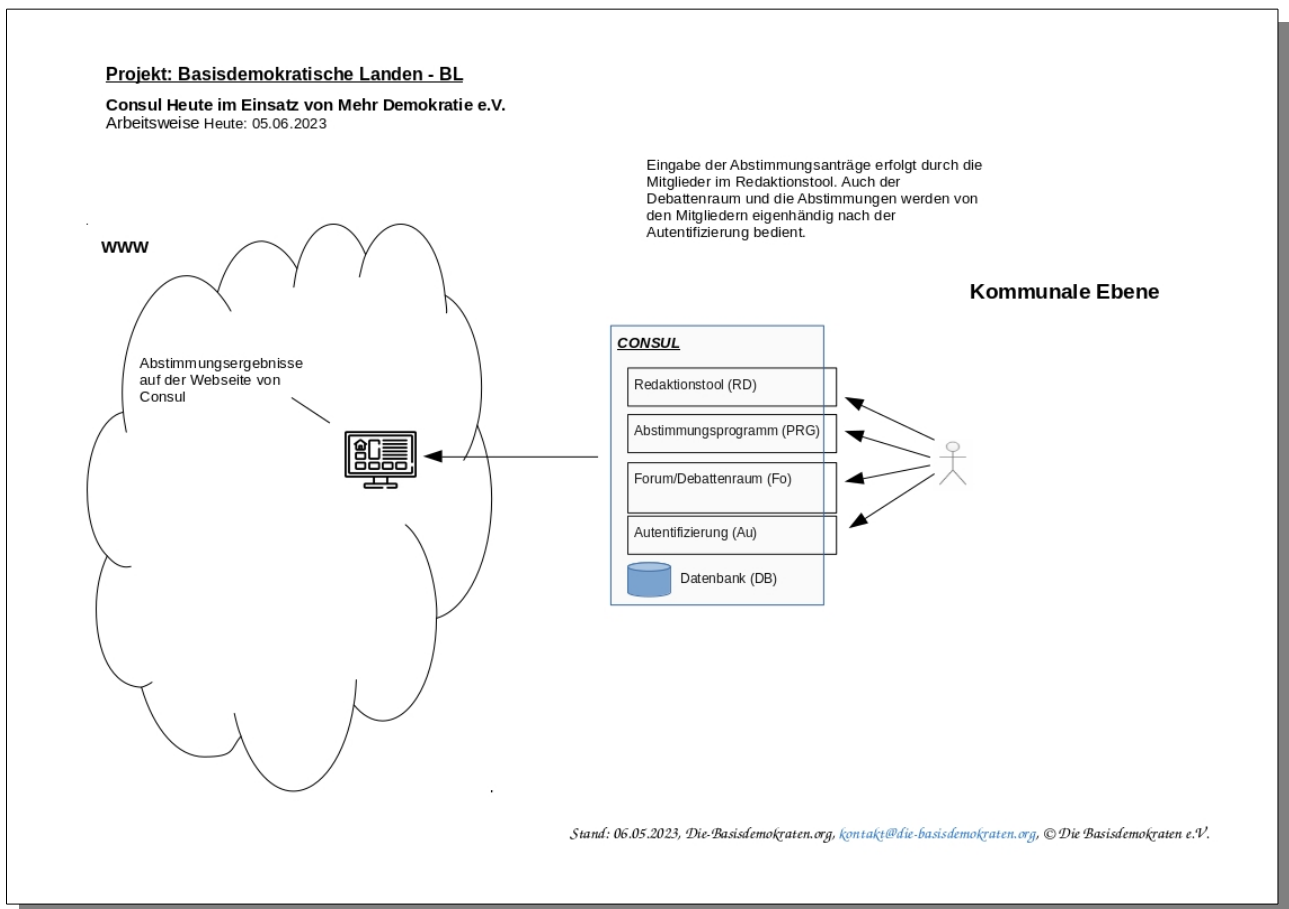 Projekt: Basisdemokratische Landen - BL
Consul Heute im Einsatz von Mehr Demokratie e.V.
Arbeitsweise Heute: 05.06.2023
Eingabe der Abstimmungsanträge erfolgt durch die
Mitglieder im Redaktionstool. Auch der
Debattenraum und die Abstimmungen werden von
den Mitgliedern eigenhändig nach der
Autentifizierung bedient.
www
Kommunale Ebene
Abstimmungsergebnisse
auf der Webseite von
Consul
CONSUL
Redaktionstool (RD)
Abstimmungsprogramm (PRG)
Forum/Debattenraum (Fo)
Autentifizierung (Au)
Datenbank (DB)
Stand: 06.05.2023, Die-Basisdemokraten.org, kontakt@die-basisdemokraten.org, © Die Basisdemokraten e.V.